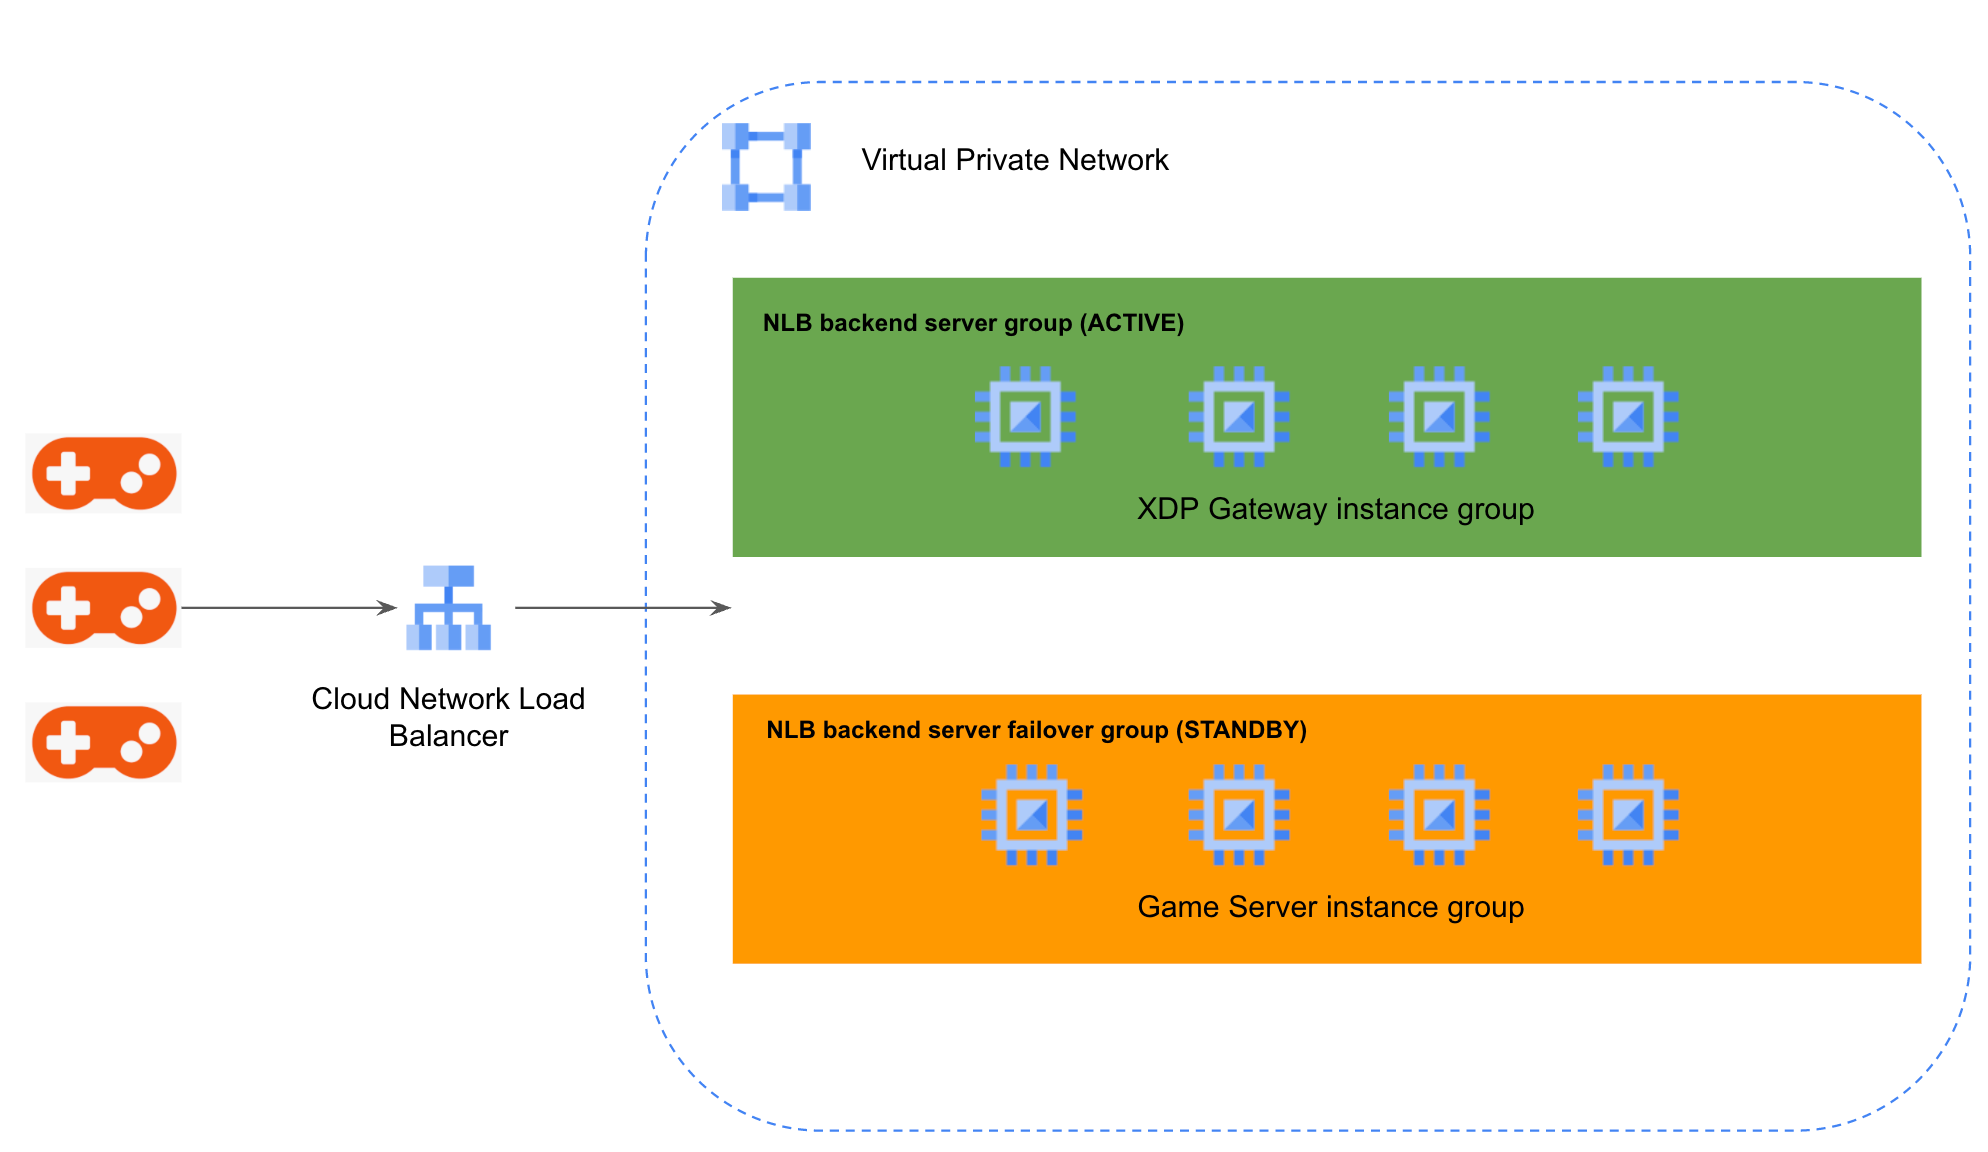 Virtual Private Network
NLB backend server group (ACTIVE)
XDP Gateway instance group
Cloud Network Load
Balancer
NLB backend server failover group (STANDBY)
Game Server instance group